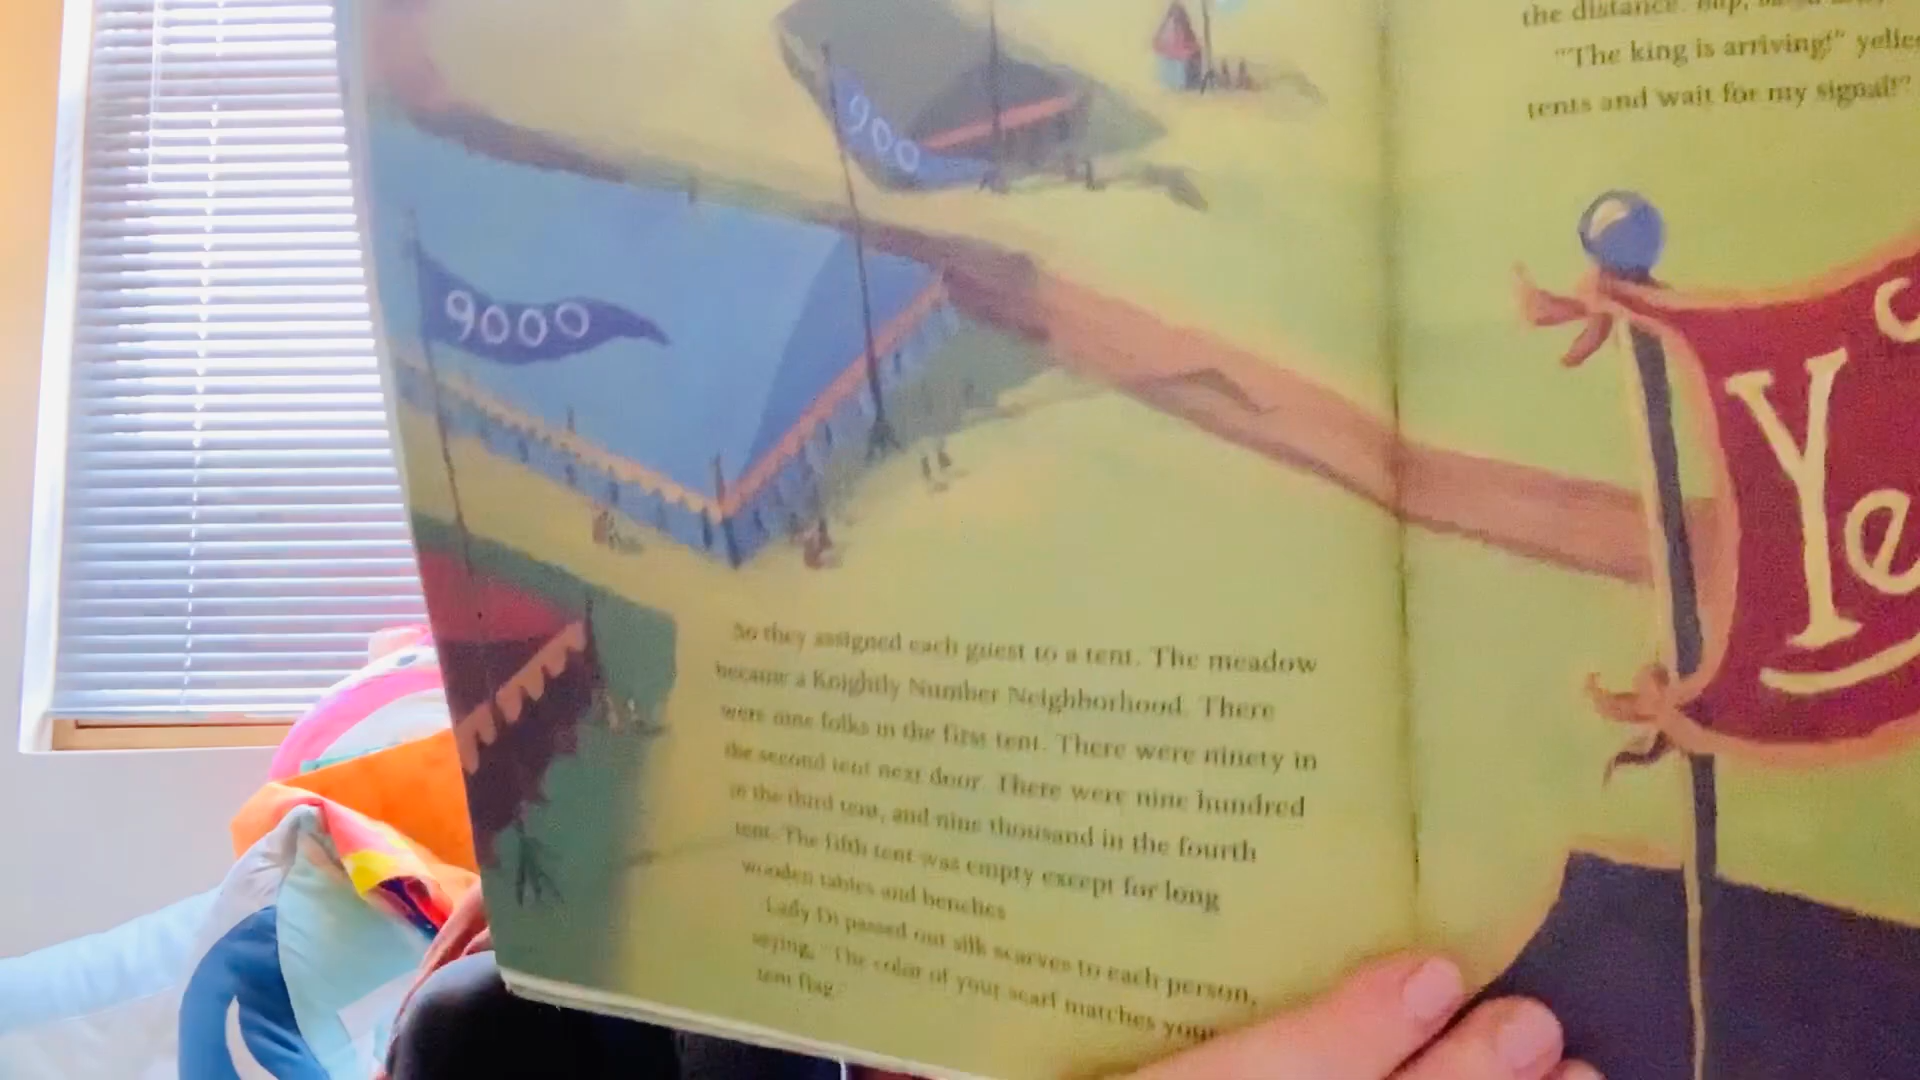 900
9000
So they assigned each guest to a tent. The meadow
became a Knightly Number Neighborhood. There
were nine folks in the first tent. There were ninety in
the second tent next door. There were nine hundred
in the third tent, and nine thousand in the fourth
tent. The fifth tent was empty except for long
wooden tables and benches
Lady Di passed out silk scarves to each person,
saying, "The color of your scarf matches your
tent flag
the distance.
"The king is arriving!"
tents and wait for my signal!"
Ye